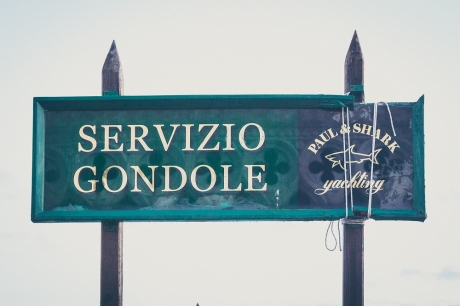 SERVIZIO
GONDOLE
PAUL & SHARK
yachting